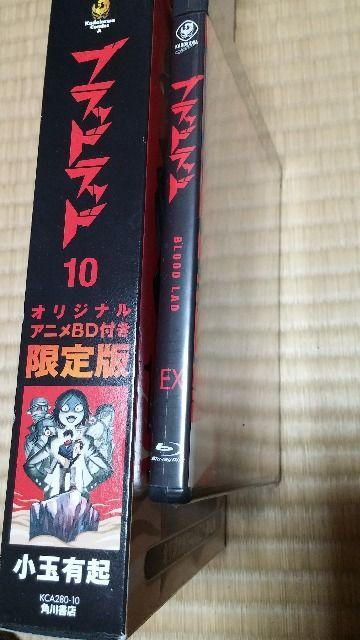 Kadokawa
Comics
A
ブラッドラッド
10
オリジナル
アニメBD付き
限定版
小玉有起
KCA280-10
角川書店
ブラッドラッド
BLOOD LAD
EX